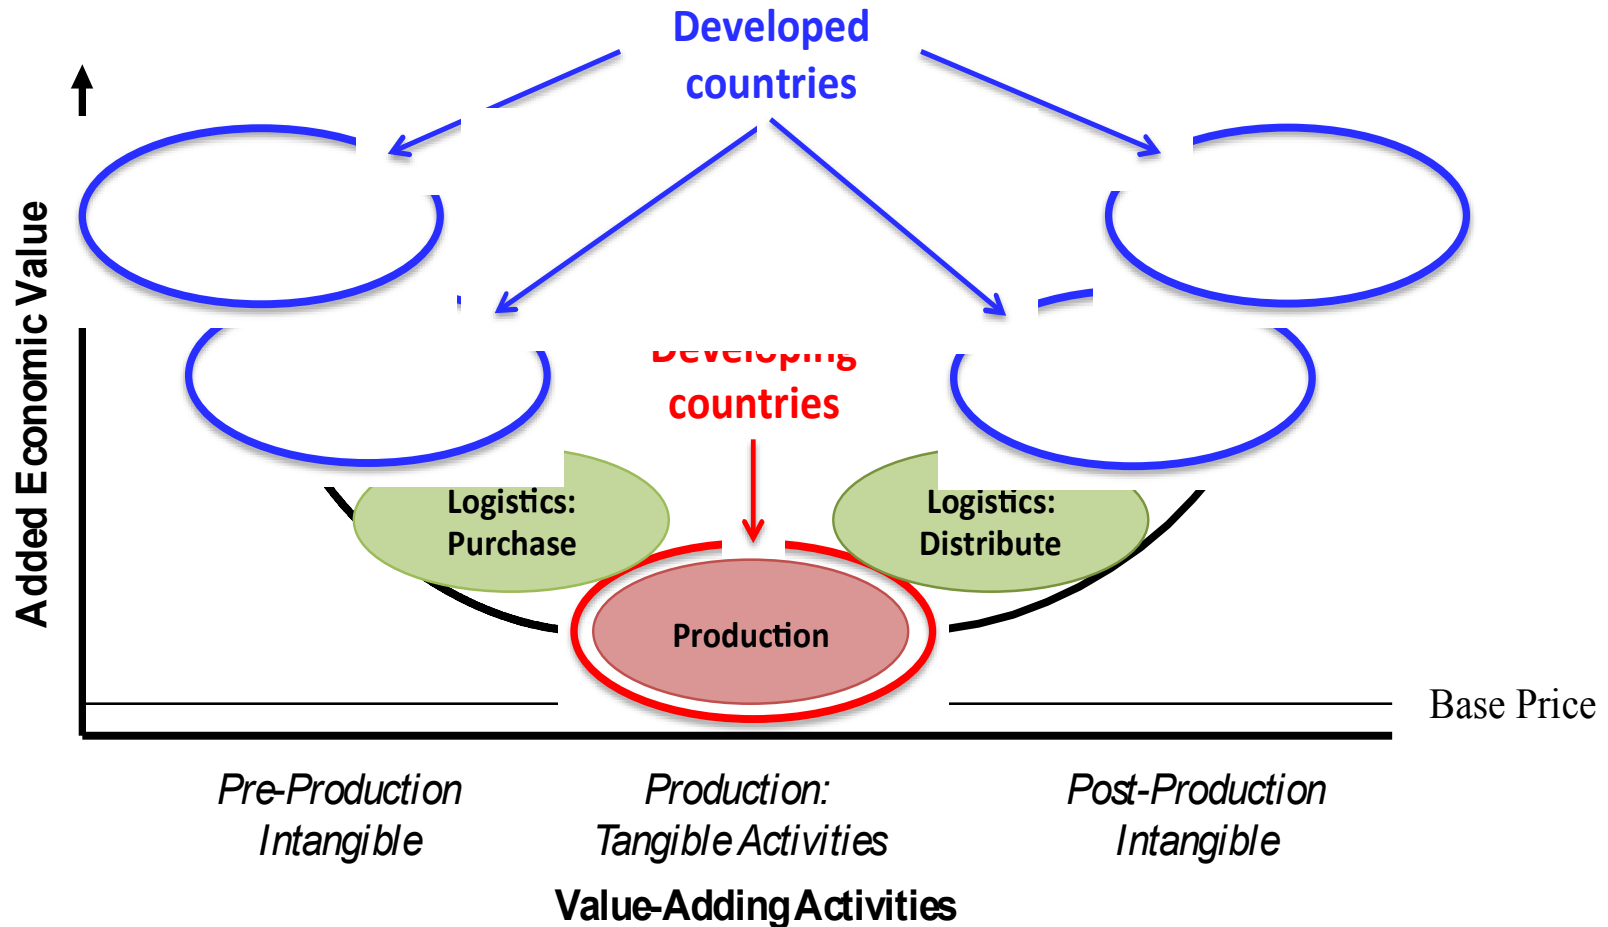 Developed
countries
Added Economic Value
Developing
countries
Logistics:
Purchase
Logistics:
Distribute
Production
Base Price
Pre-Production
Intangible
Production:
Tangible Activities
Post-Production
Intangible
Value-Adding Activities